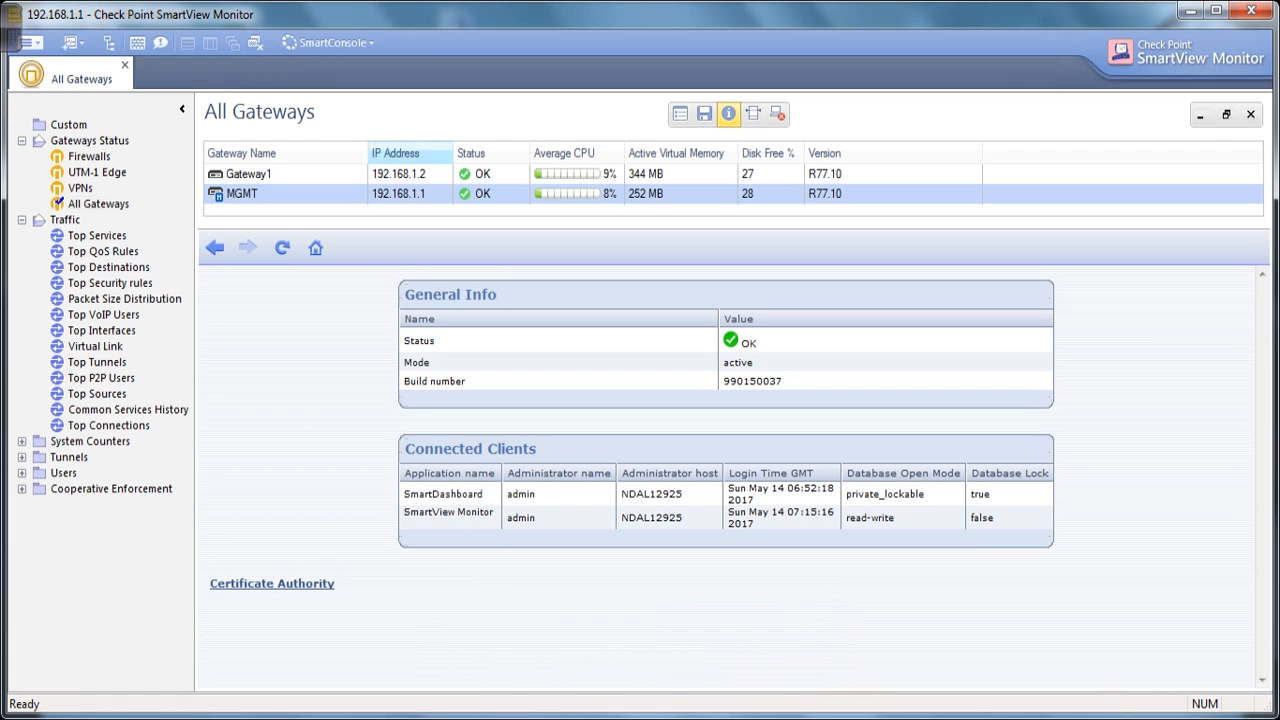 192.168.1.1 - Check Point SmartView Monitor
SmartConsole
Check Point
SmartView Monitor
All Gateways
Custom
Gateways Status
Firewalls
UTM-1 Edge
VPNs
All Gateways
Traffic
Top Services
Top QoS Rules
Top Destinations
Top Security rules
Packet Size Distribution
Top VoIP Users
Top Interfaces
Virtual Link
Top Tunnels
Top P2P Users
Top Sources
Common Services History
Top Connections
System Counters
Tunnels
Users
Cooperative Enforcement
All Gateways
Gateway Name IP Address Status Average CPU Active Virtual Memory Disk Free % Version
Gateway1 192.168.1.2 OK 9% 344 MB 27 R77.10
MGMT 192.168.1.1 OK 8% 252 MB 28 R77.10
General Info
Name Value
Status OK
Mode active
Build number 990150037
Connected Clients
Application name Administrator name Administrator host Login Time GMT Database Open Mode Database Lock
SmartDashboard admin NDAL12925 Sun May 14 06:52:18 2017 private_lockable true
SmartView Monitor admin NDAL12925 Sun May 14 07:15:16 2017 read-write false
Certificate Authority
Ready NUM